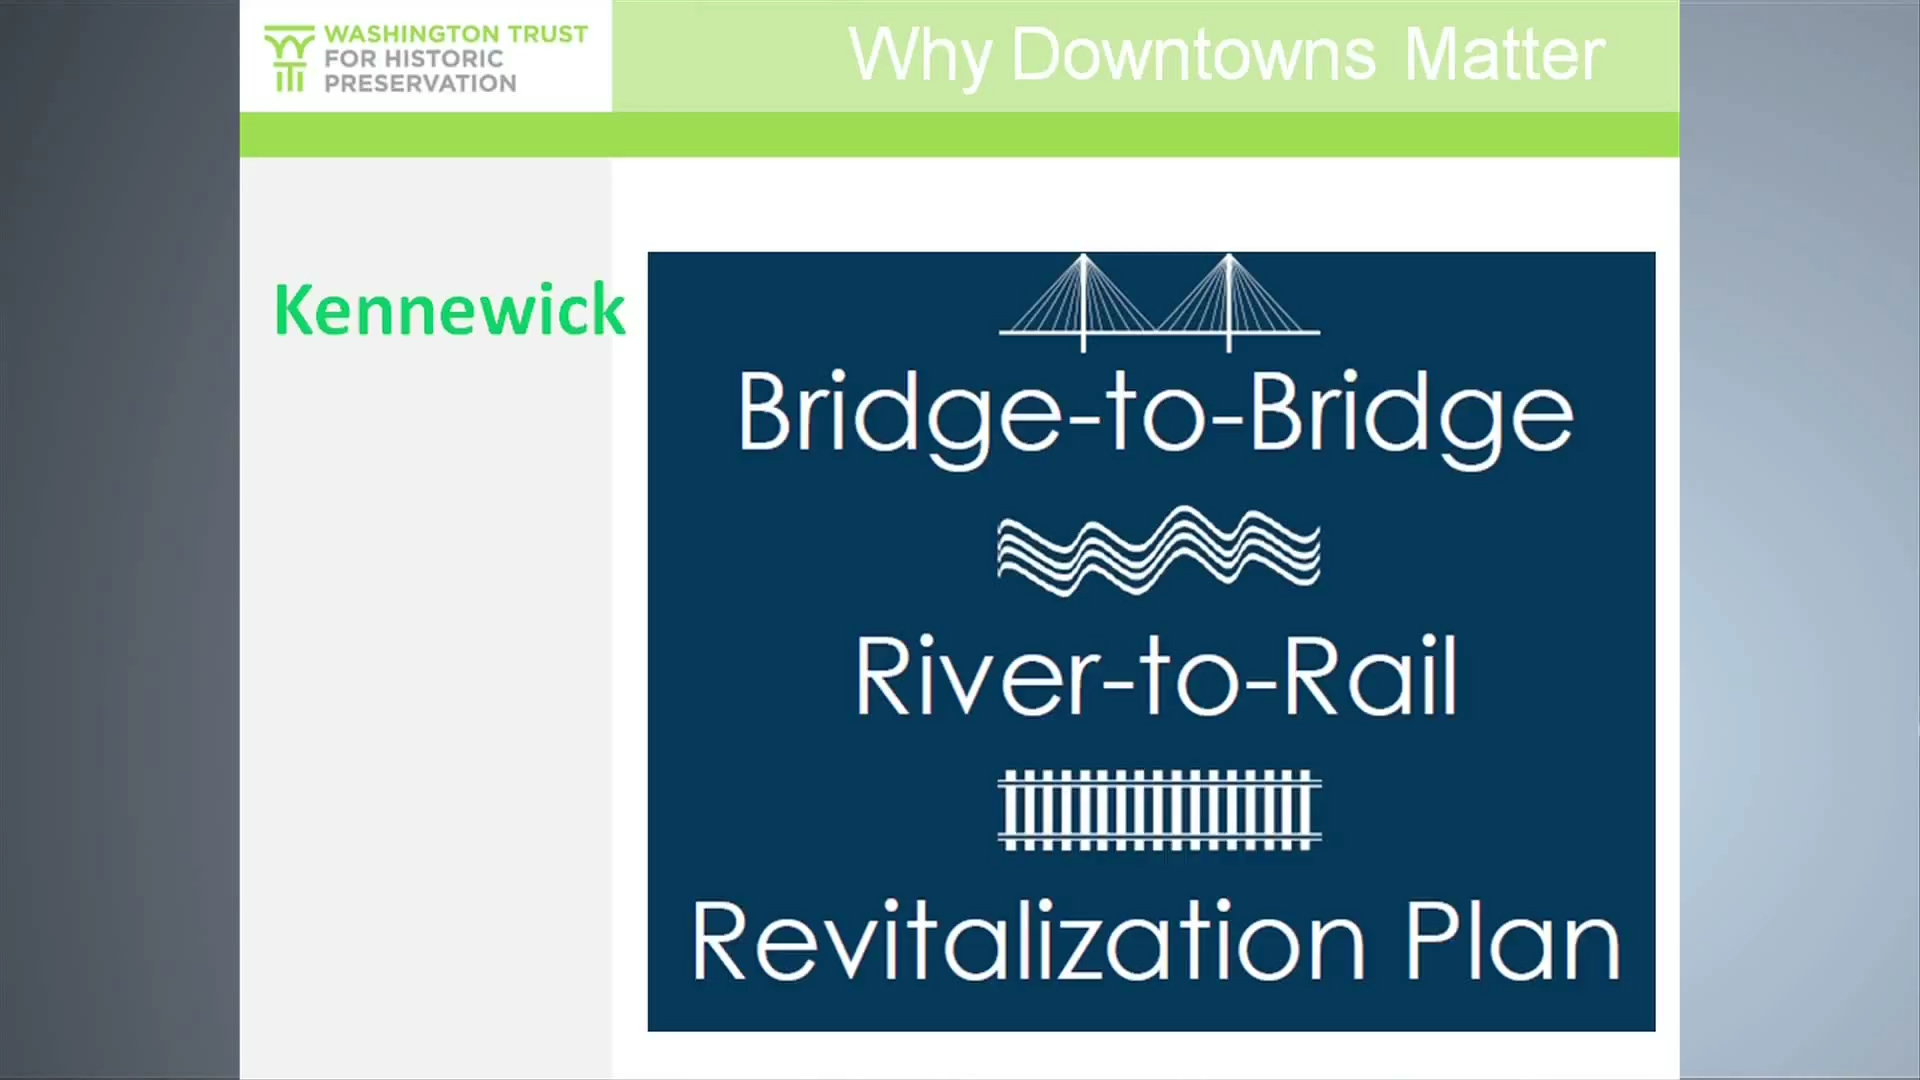 WASHINGTON TRUST
FOR HISTORIC
PRESERVATION
Why Downtowns Matter
Kennewick
Bridge-to-Bridge
River-to-Rail
Revitalization Plan